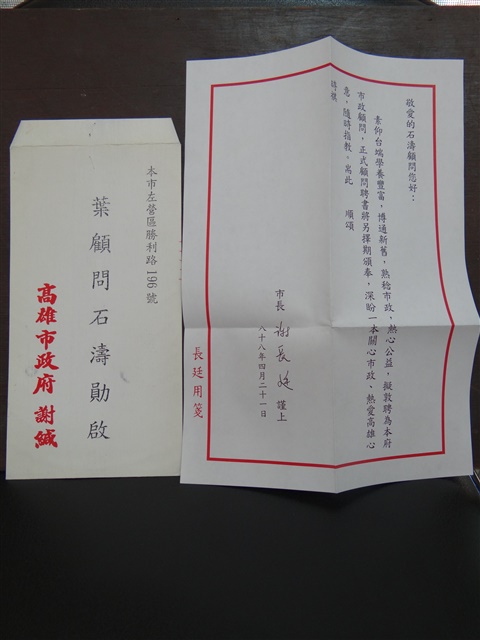 敬愛的石濤顧問您好：
素仰台端學養豐富，博通新舊，熟稔市政，熱心公益，擬敦聘為本府
市政顧問，正式顧問聘書將另擇期頒奉，深盼一本關心市政、熱愛高雄心
意，隨時指教。耑此　順頌
時祺
市長 謝長廷 謹上
八十八年四月二十一日
長廷用箋
本市左營區勝利路196號
葉顧問石濤勛啟
高雄市政府 謝緘